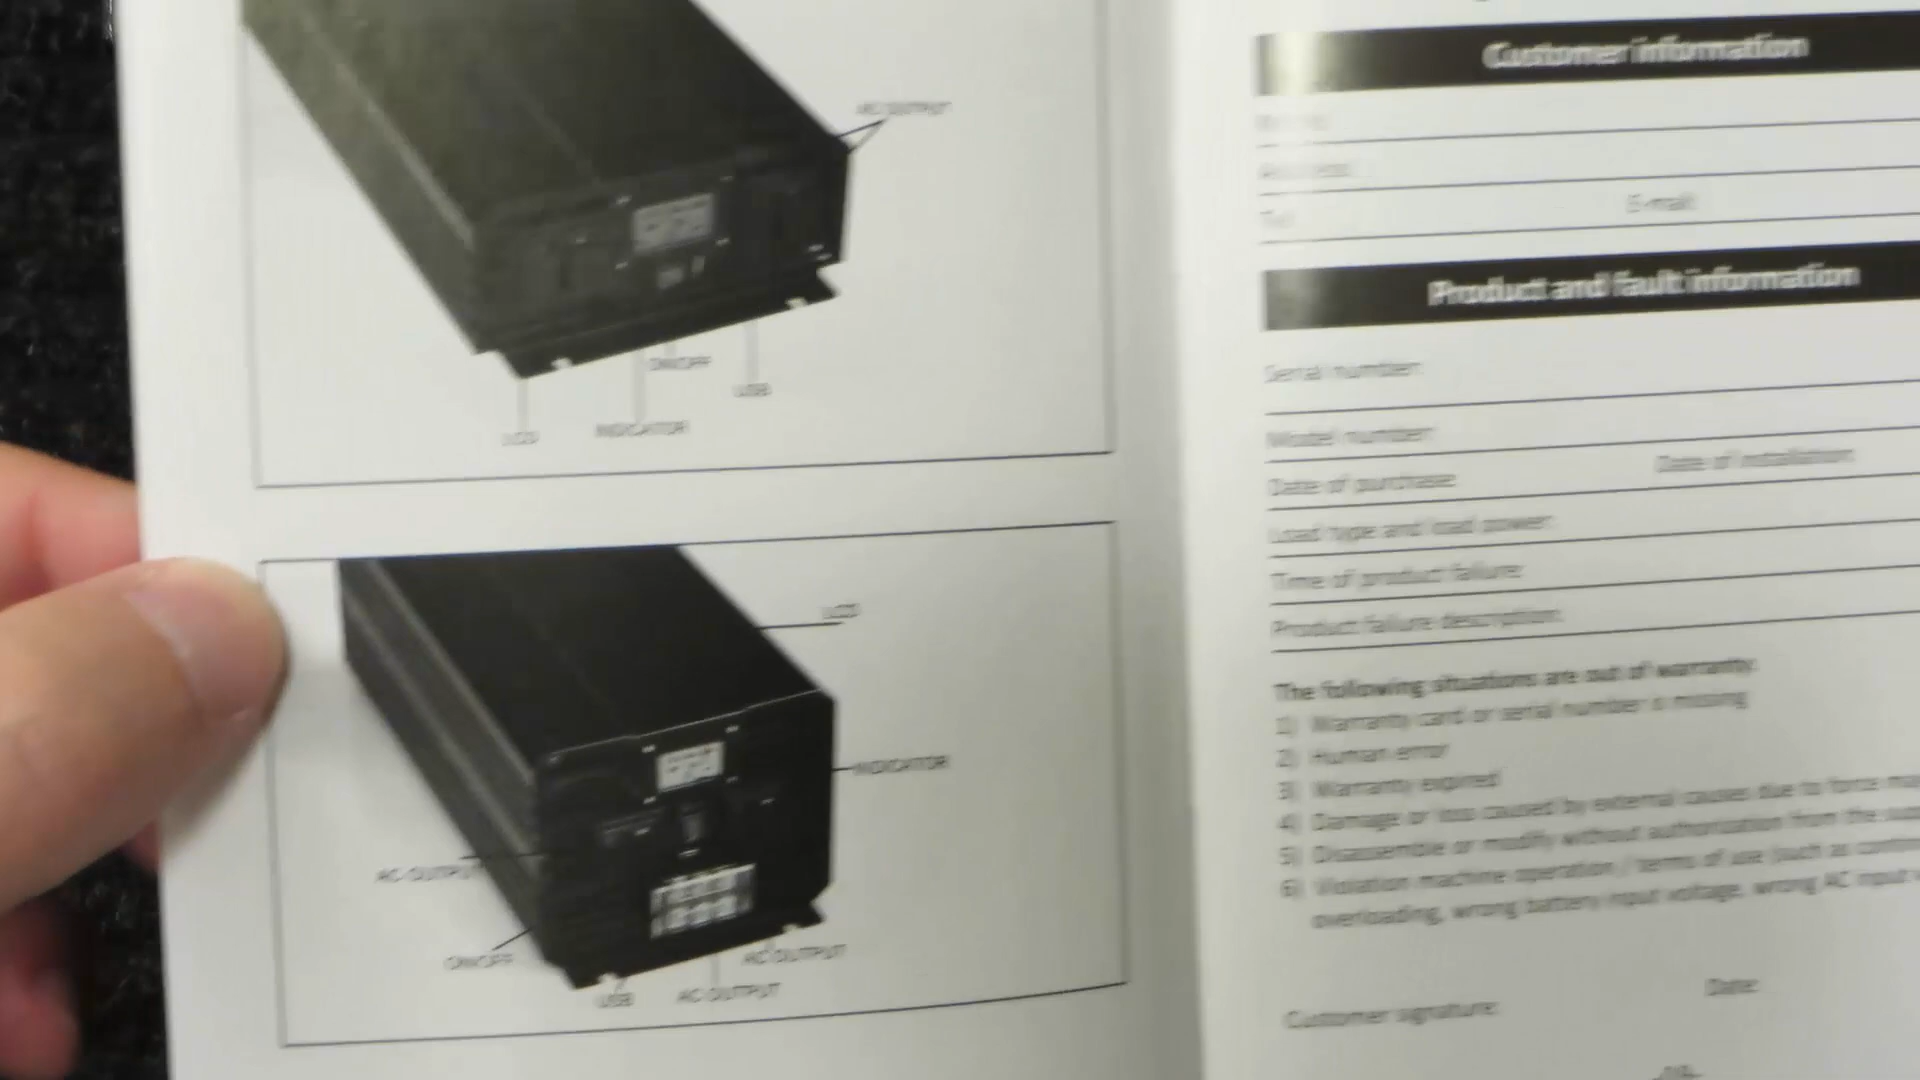 AC OUTPUT
ON/OFF
USB
LCD
INDICATOR
LCD
INDICATOR
AC OUTPUT
ON/OFF
AC OUTPUT
USB
AC OUTPUT
Customer information
Address:
Tel:
E-mail:
Product and fault information
Serial number:
Model number:
Date of purchase:
Date of installation:
Load type and load power:
Time of product failure:
Product failure description:
The following situations are out of warranty:
1) Warranty card or serial number is missing
2) Human error
3) Warranty expired
4) Damage or loss caused by external causes due to force
5) Disassemble or modify without authorization from the
6) Violation machine operation / terms of use (such as
overloading, wrong battery input voltage, wrong AC input
Date:
Customer signature: